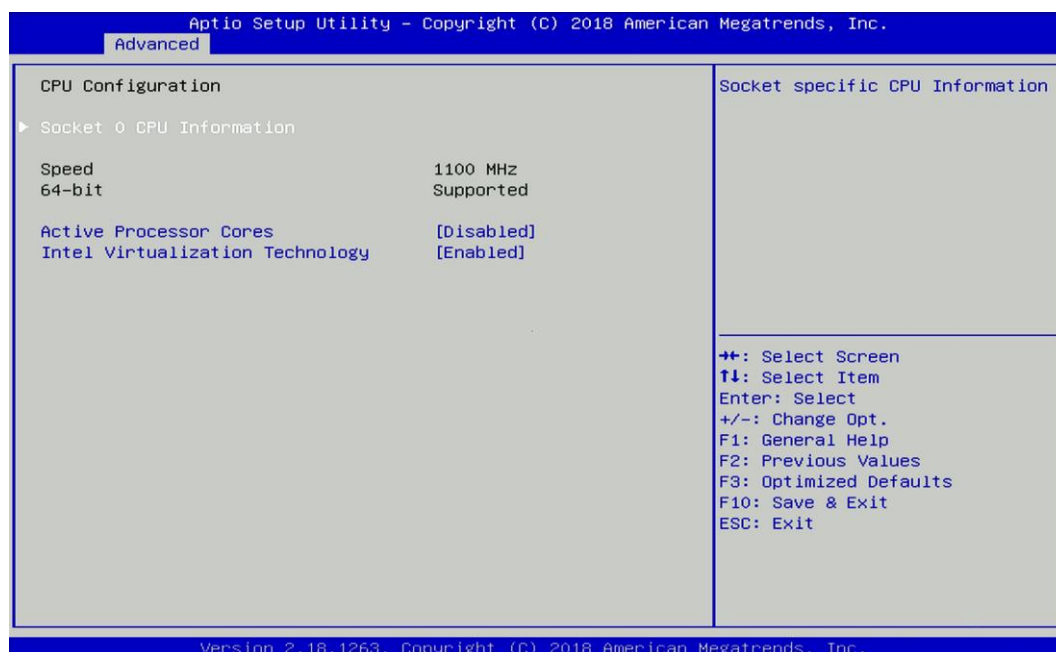 Aptio Setup Utility – Copyright (C) 2018 American Megatrends, Inc.
Advanced
CPU Configuration
Socket specific CPU Information
▶ Socket 0 CPU Information
Speed 1100 MHz
64-bit Supported
Active Processor Cores [Disabled]
Intel Virtualization Technology [Enabled]
→←: Select Screen
↑↓: Select Item
Enter: Select
+/-: Change Opt.
F1: General Help
F2: Previous Values
F3: Optimized Defaults
F10: Save & Exit
ESC: Exit
Version 2.18.1263. Copyright (C) 2018 American Megatrends, Inc.